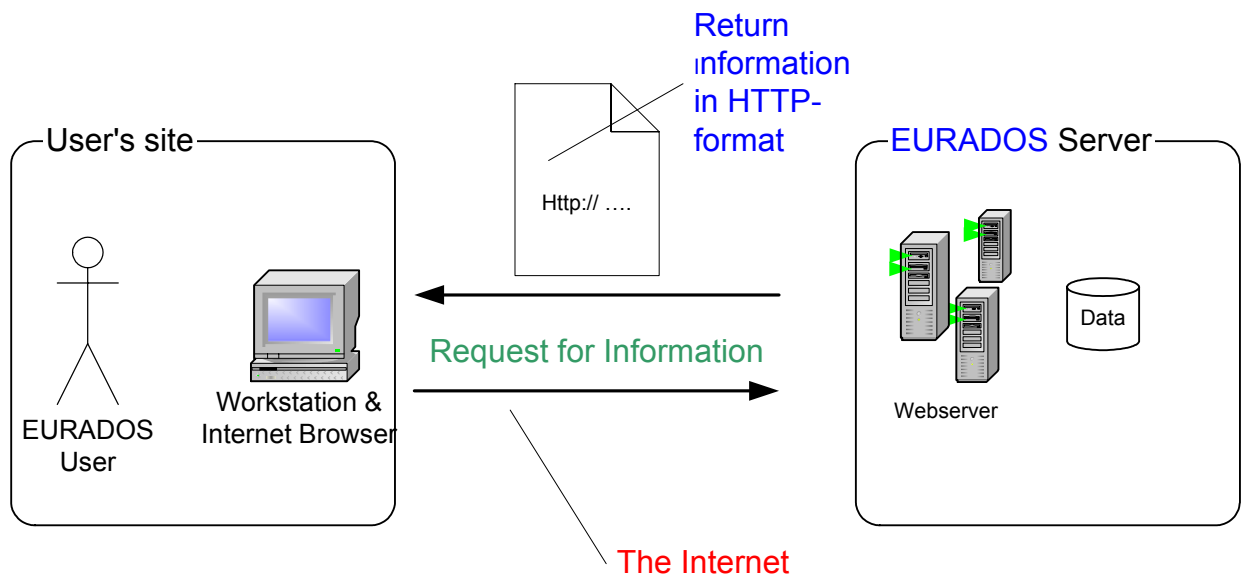 Return
information
in HTTP-
format
User's site
EURADOS Server
Http:// ....
Data
Request for Information
Workstation &
Internet Browser
Webserver
EURADOS
User
The Internet